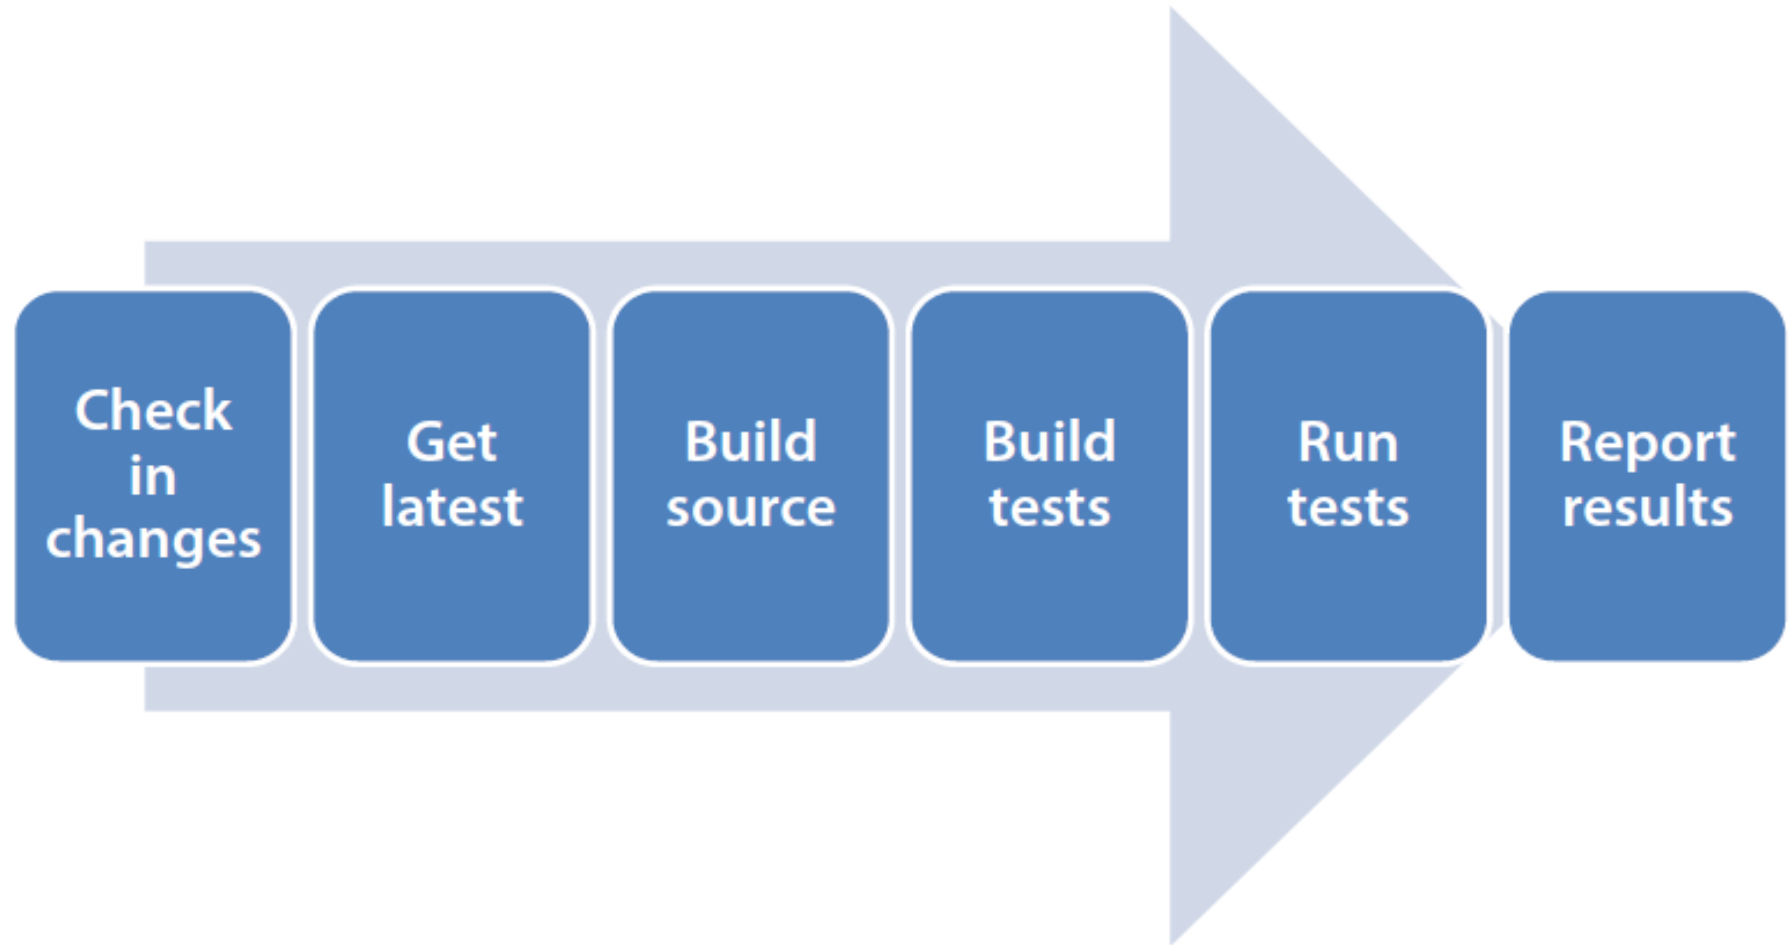 Check
in
changes
Get
latest
Build
source
Build
tests
Run
tests
Report
results